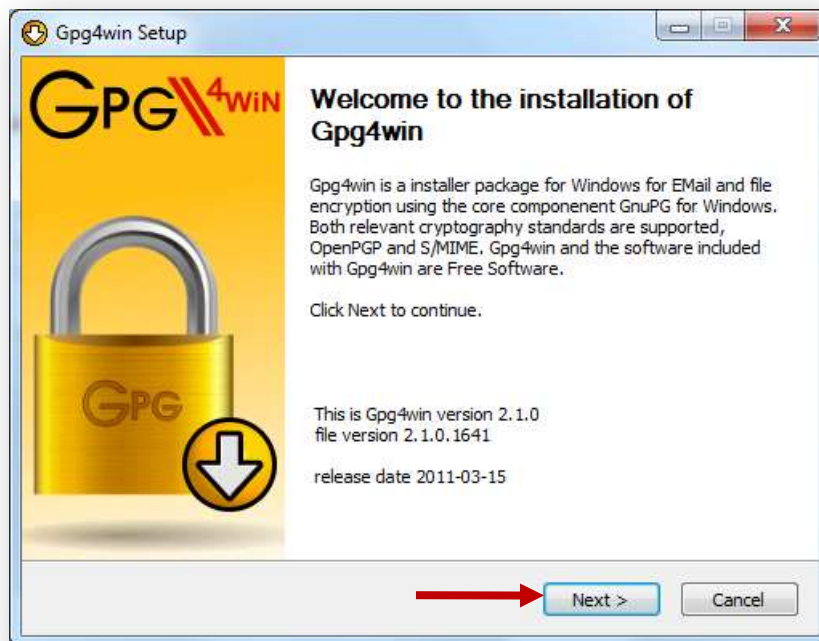 Gpg4win Setup
GPG4WIN
Welcome to the installation of
Gpg4win
Gpg4win is a installer package for Windows for EMail and file
encryption using the core componenent GnuPG for Windows.
Both relevant cryptography standards are supported,
OpenPGP and S/MIME. Gpg4win and the software included
with Gpg4win are Free Software.
Click Next to continue.
GPG
This is Gpg4win version 2.1.0
file version 2.1.0.1641
release date 2011-03-15
Next >
Cancel